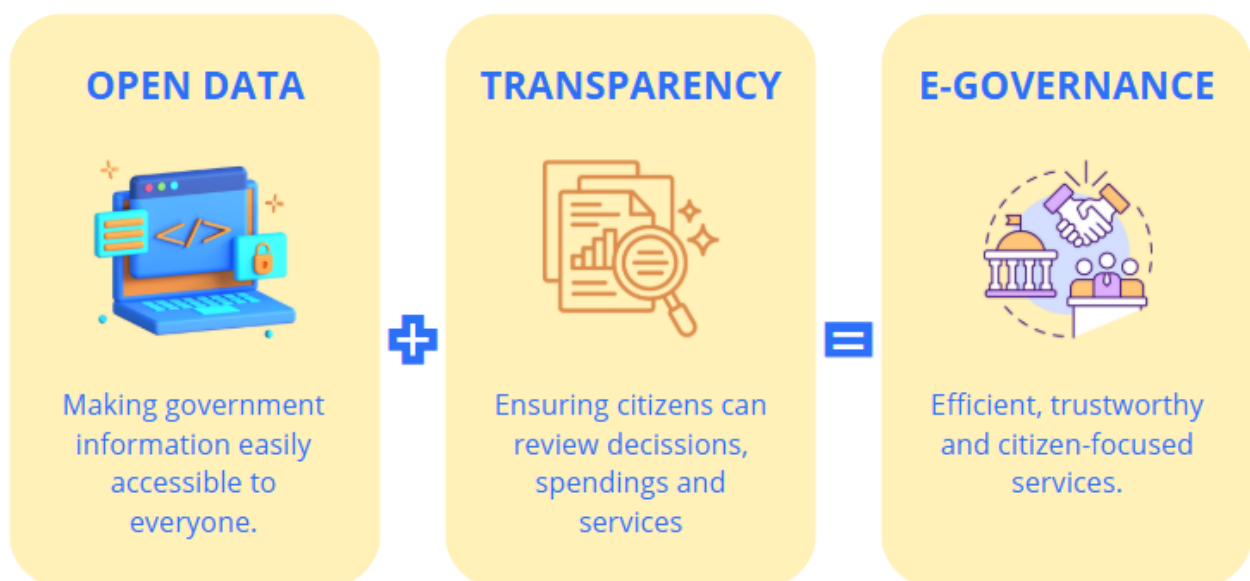 OPEN DATA
Making government
information easily
accessible to
everyone.
+
TRANSPARENCY
Ensuring citizens can
review decissions,
spendings and
services
=
E-GOVERNANCE
Efficient, trustworthy
and citizen-focused
services.